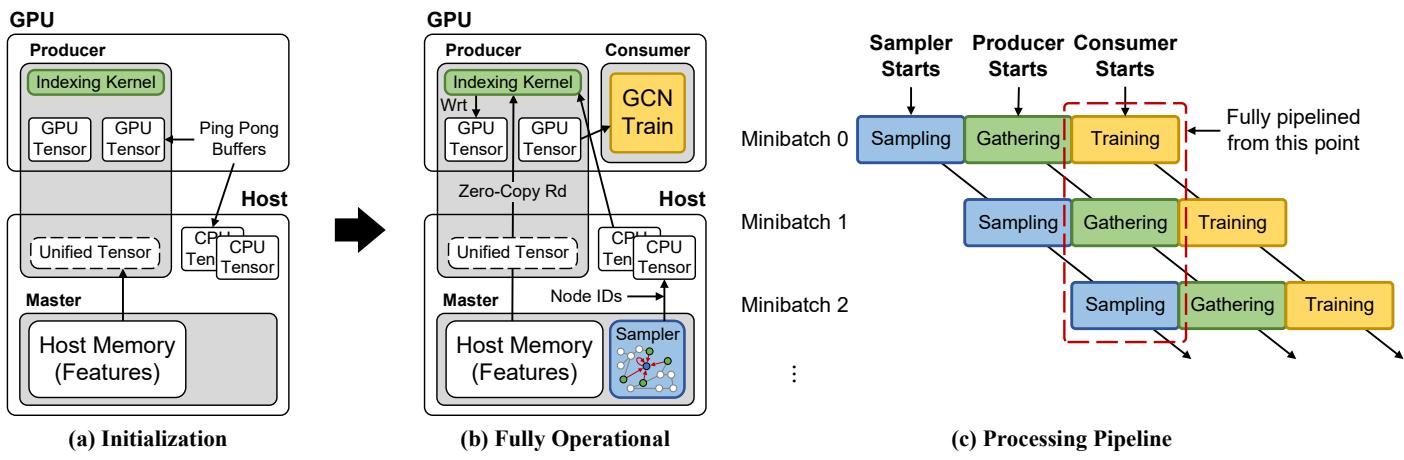 GPU
Producer
Indexing Kernel
GPU
Tensor
GPU
Tensor
Ping Pong
Buffers
Host
Unified Tensor
CPU
Tensor
CPU
Tensor
Master
Host Memory
(Features)
(a) Initialization
GPU
Producer
Consumer
Indexing Kernel
Wrt
GPU
Tensor
GPU
Tensor
GCN
Train
Zero-Copy Rd
Host
Unified Tensor
CPU
Tensor
CPU
Tensor
Node IDs
Master
Host Memory
(Features)
Sampler
(b) Fully Operational
Sampler
Starts
Producer
Starts
Consumer
Starts
Minibatch 0
Sampling
Gathering
Training
Fully pipelined
from this point
Minibatch 1
Sampling
Gathering
Training
Minibatch 2
Sampling
Gathering
Training
⋮
(c) Processing Pipeline